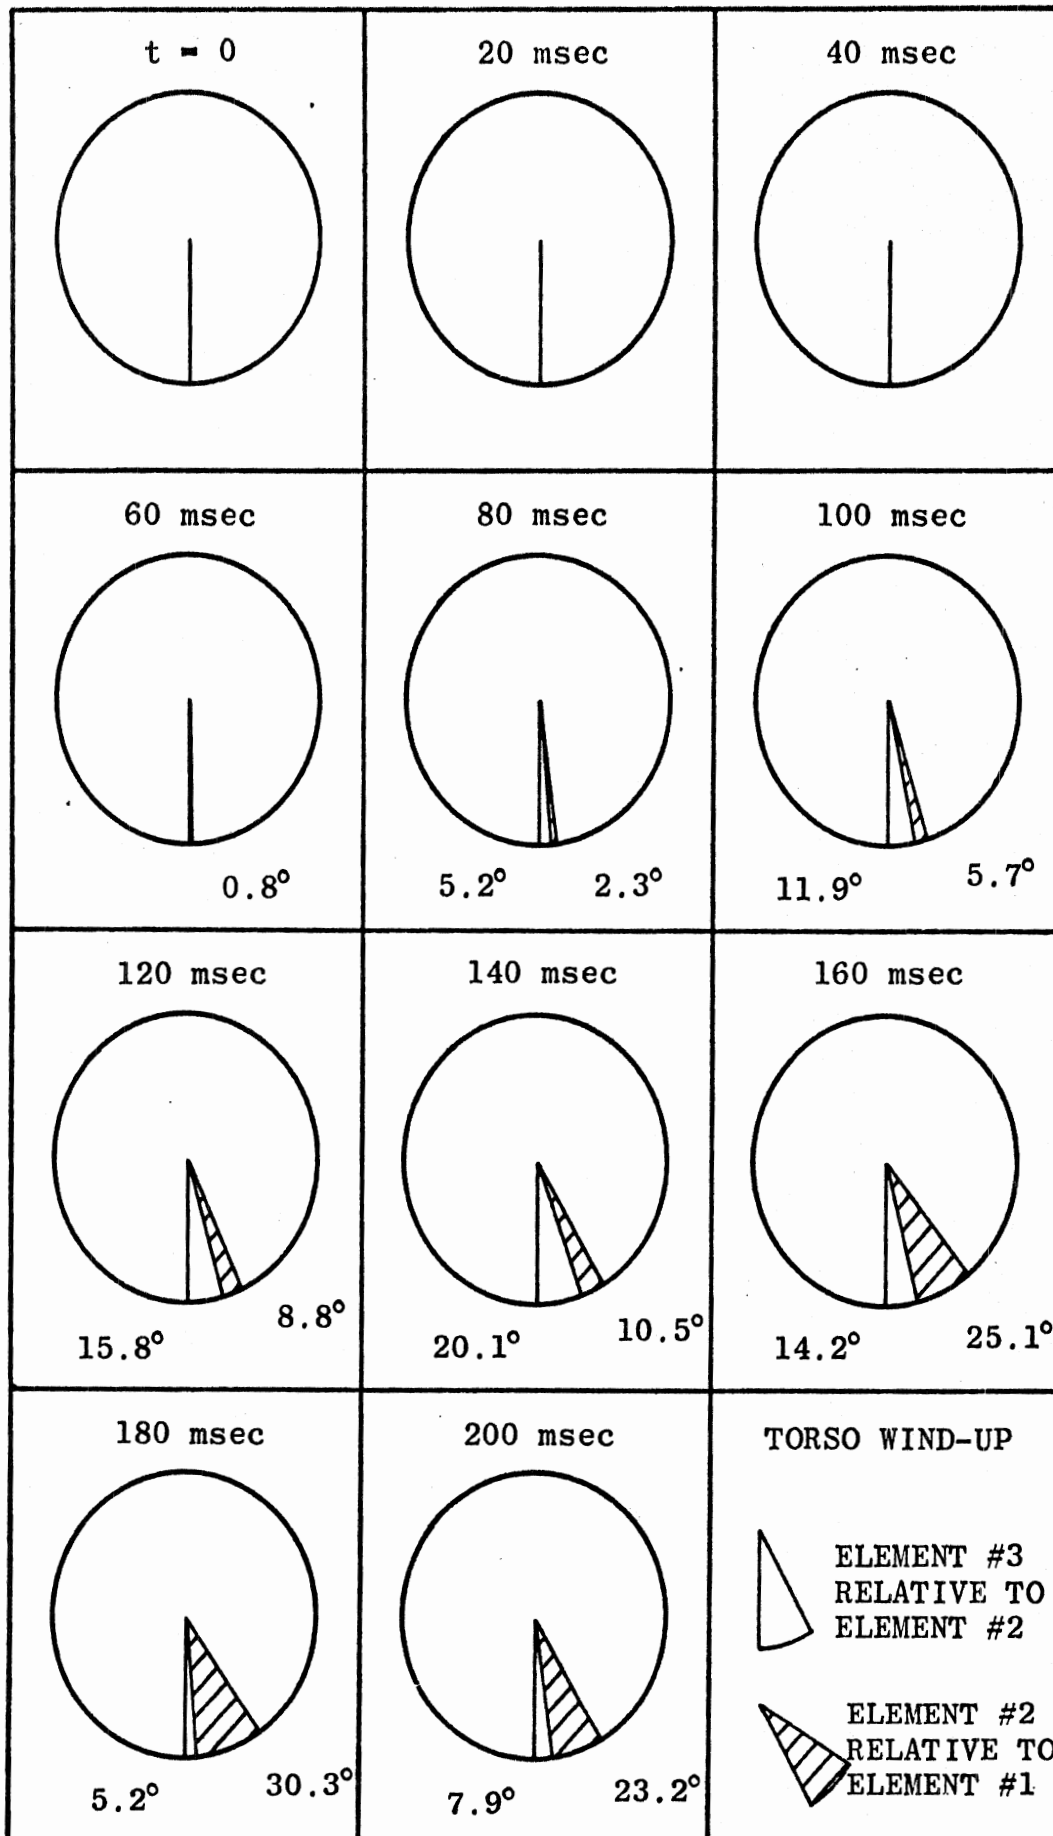 t = 0
20 msec
40 msec
60 msec
0.8°
80 msec
5.2° 2.3°
100 msec
11.9° 5.7°
120 msec
15.8° 8.8°
140 msec
20.1° 10.5°
160 msec
14.2° 25.1°
180 msec
5.2° 30.3°
200 msec
7.9° 23.2°
TORSO WIND-UP
ELEMENT #3
RELATIVE TO
ELEMENT #2
ELEMENT #2
RELATIVE TO
ELEMENT #1